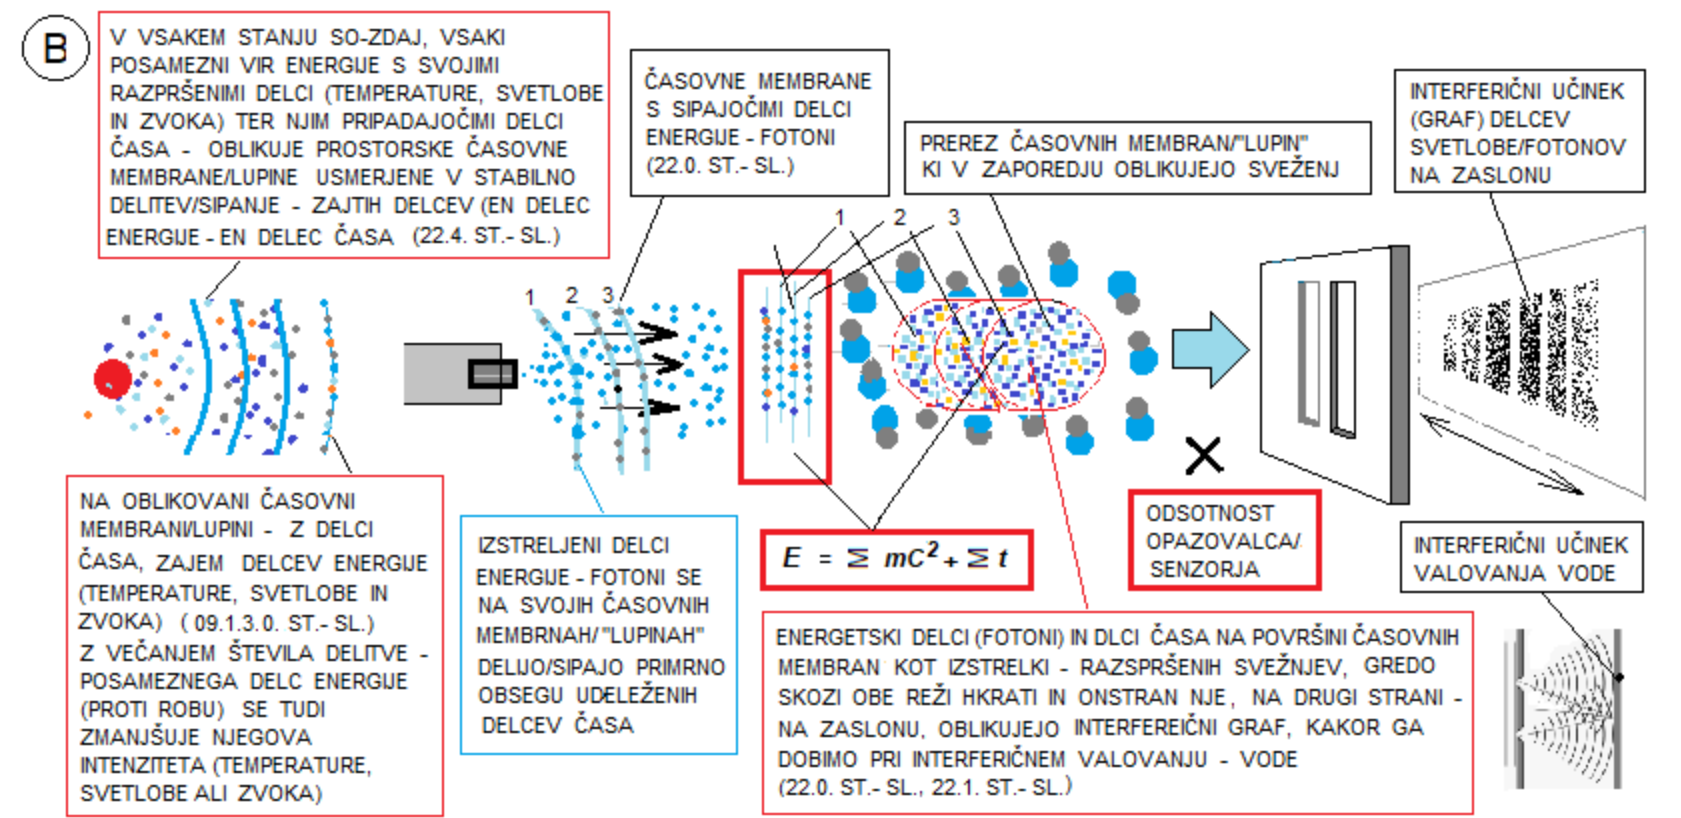 B
V VSAKEM STANJU SO-ZDAJ, VSAKI
POSAMEZNI VIR ENERGIJE S SVOJIMI
RAZPRŠENIMI DELCI (TEMPERATURE, SVETLOBE
IN ZVOKA) TER NJIM PRIPADAJOČIMI DELCI
ČASA - OBLIKUJE PROSTORSKE ČASOVNE
MEMBRANE/LUPINE USMERJENE V STABILNO
DELITEV/SIPANJE - ZAJTIH DELCEV (EN DELEC
ENERGIJE - EN DELEC ČASA (22.4. ST.- SL.)
ČASOVNE MEMBRANE
S SIPAJOČIMI DELCI
ENERGIJE - FOTONI
(22.0. ST.- SL.)
PREREZ ČASOVNIH MEMBRAN/"LUPIN"
KI V ZAPOREDJU OBLIKUJEJO SVEŽENJ
INTERFERIČNI UČINEK
(GRAF) DELCEV
SVETLOBE/FOTONOV
NA ZASLONU
1 2 3
1 2 3
NA OBLIKOVANI ČASOVNI
MEMBRANI/LUPINI - Z DELCI
ČASA, ZAJEM DELCEV ENERGIJE
(TEMPERATURE, SVETLOBE IN
ZVOKA) ( 09.1.3.0. ST.- SL.)
Z VEČANJEM ŠTEVILA DELITVE -
POSAMEZNEGA DELC ENERGIJE
(PROTI ROBU) SE TUDI
ZMANJŠUJE NJEGOVA
INTENZITETA (TEMPERATURE,
SVETLOBE ALI ZVOKA)
IZSTRELJENI DELCI
ENERGIJE - FOTONI SE
NA SVOJIH ČASOVNIH
MEMBRNAH/"LUPINAH"
DELIJO/SIPAJO PRIMRNO
OBSEGU UDELEŽENIH
DELCEV ČASA
E = Σ mC² + Σ t
ODSOTNOST
OPAZOVALCA/
SENZORJA
INTERFERIČNI UČINEK
VALOVANJA VODE
ENERGETSKI DELCI (FOTONI) IN DLCI ČASA NA POVRŠINI ČASOVNIH
MEMBRAN KOT IZSTRELKI - RAZSPRŠENIH SVEŽNJEV, GREDO
SKOZI OBE REŽI HKRATI IN ONSTRAN NJE, NA DRUGI STRANI -
NA ZASLONU, OBLIKUJEJO INTERFEREIČNI GRAF, KAKOR GA
DOBIMO PRI INTERFERIČNEM VALOVANJU - VODE
(22.0. ST.- SL., 22.1. ST.- SL.)